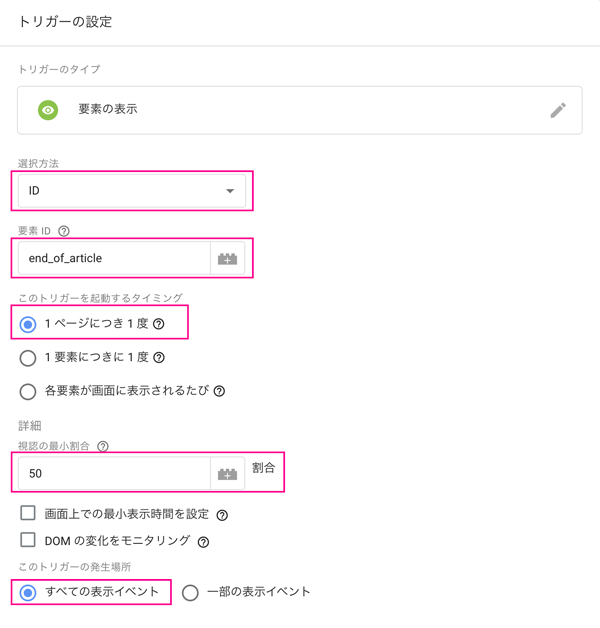 トリガーの設定
トリガーのタイプ
要素の表示
選択方法
ID
要素 ID
end_of_article
このトリガーを起動するタイミング
1 ページにつき 1 度
1 要素につきに 1 度
各要素が画面に表示されるたび
詳細
視認の最小割合
50 割合
画面上での最小表示時間を設定
DOM の変化をモニタリング
このトリガーの発生場所
すべての表示イベント 一部の表示イベント